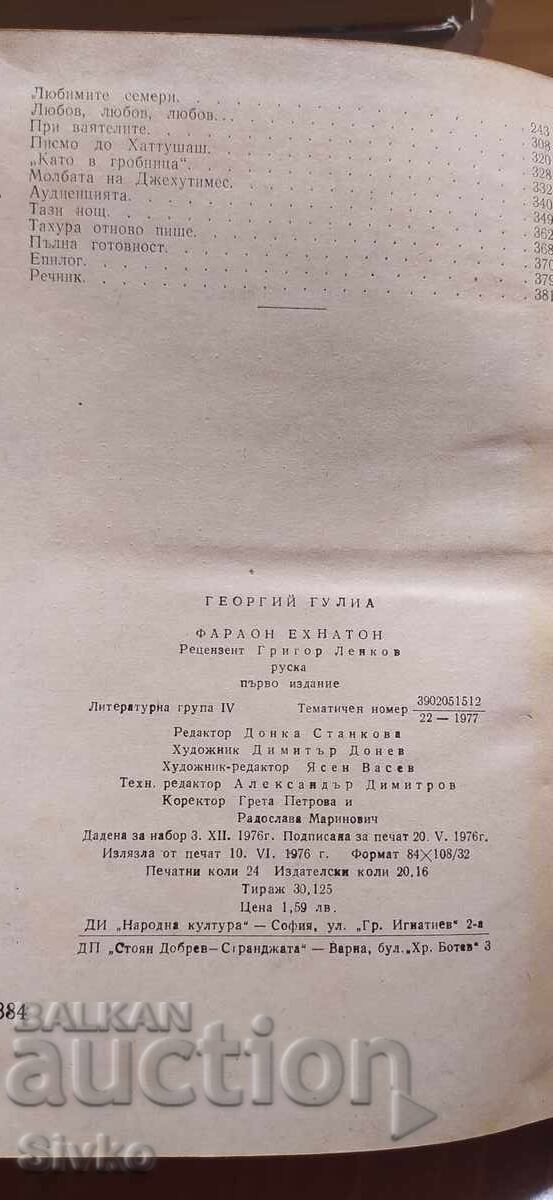 Любимите семери.
Любов, любов, любов... 243
При ваятелите. 308
Писмо до Хаттушаш. 320
„Като в гробница“. 328
Молбата на Джехутимес. 332
Аудиенцията. 340
Тази нощ. 349
Тахура отново пише. 362
Пълна готовност. 368
Епилог. 370
Речник. 379
381
ГЕОРГИЙ ГУЛИА
ФАРАОН ЕХНАТОН
Рецензент Григор Ленков
руска
първо издание
Литературна група IV Тематичен номер 3902051512
22 — 1977
Редактор Донка Станкова
Художник Димитър Донев
Художник-редактор Ясен Васев
Техн. редактор Александър Димитров
Коректор Грета Петрова и
Радослава Маринович
Дадена за набор 3. XII. 1976г. Подписана за печат 20. V. 1976г.
Излязла от печат 10. VI. 1976 г. Формат 84×108/32
Печатни коли 24 Издателски коли 20,16
Тираж 30,125
Цена 1,59 лв.
ДИ „Народна култура“ — София, ул. „Гр. Игнатиев“ 2-а
ДП „Стоян Добрев—Странджата“ — Варна, бул. „Хр. Ботев“ 3
384
BALKAN
auction
Sivko